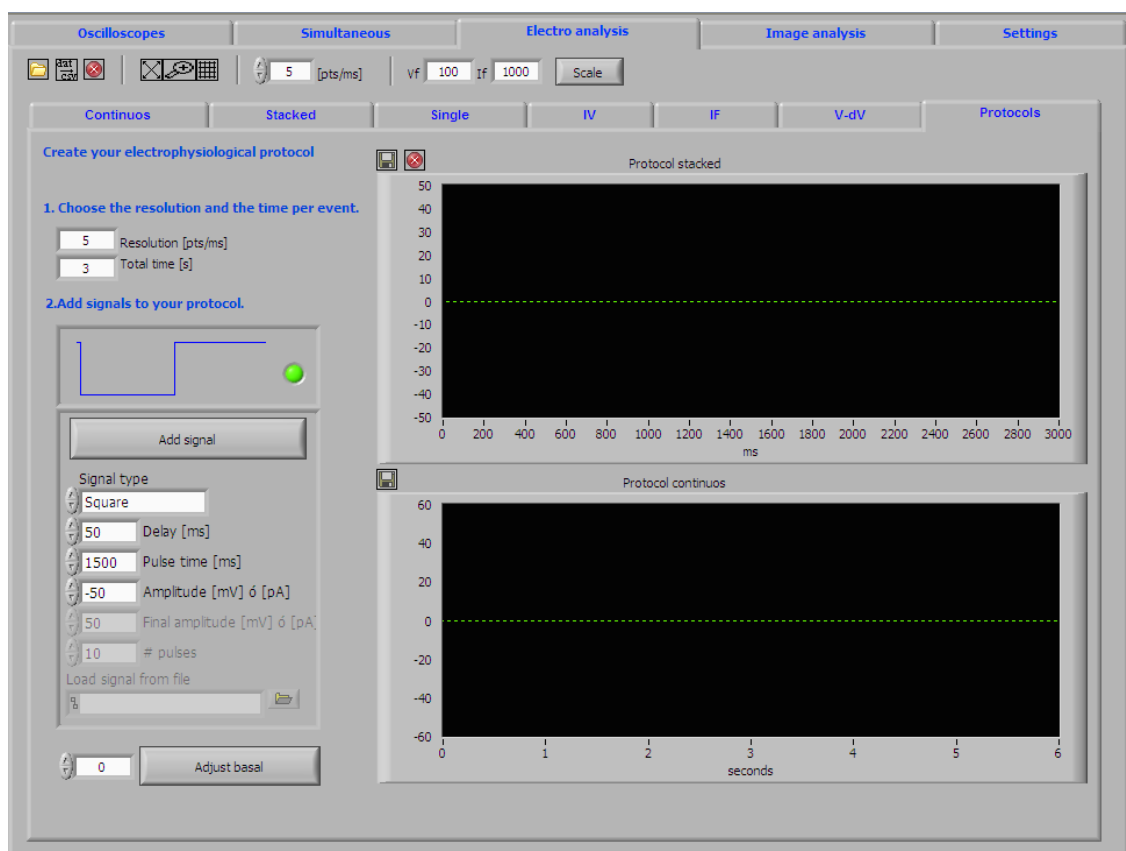 Oscilloscopes Simultaneous Electro analysis Image analysis Settings
dat csv 5 [pts/ms] Vf 100 If 1000 Scale
Continuos Stacked Single IV IF V-dV Protocols
Create your electrophysiological protocol
1. Choose the resolution and the time per event.
5 Resolution [pts/ms]
3 Total time [s]
2.Add signals to your protocol.
Add signal
Signal type
Square
50 Delay [ms]
1500 Pulse time [ms]
-50 Amplitude [mV] ó [pA]
50 Final amplitude [mV] ó [pA]
10 # pulses
Load signal from file
0 Adjust basal
Protocol stacked
50
40
30
20
10
0
-10
-20
-30
-40
-50
0 200 400 600 800 1000 1200 1400 1600 1800 2000 2200 2400 2600 2800 3000
ms
Protocol continuos
60
40
20
0
-20
-40
-60
0 1 2 3 4 5 6
seconds